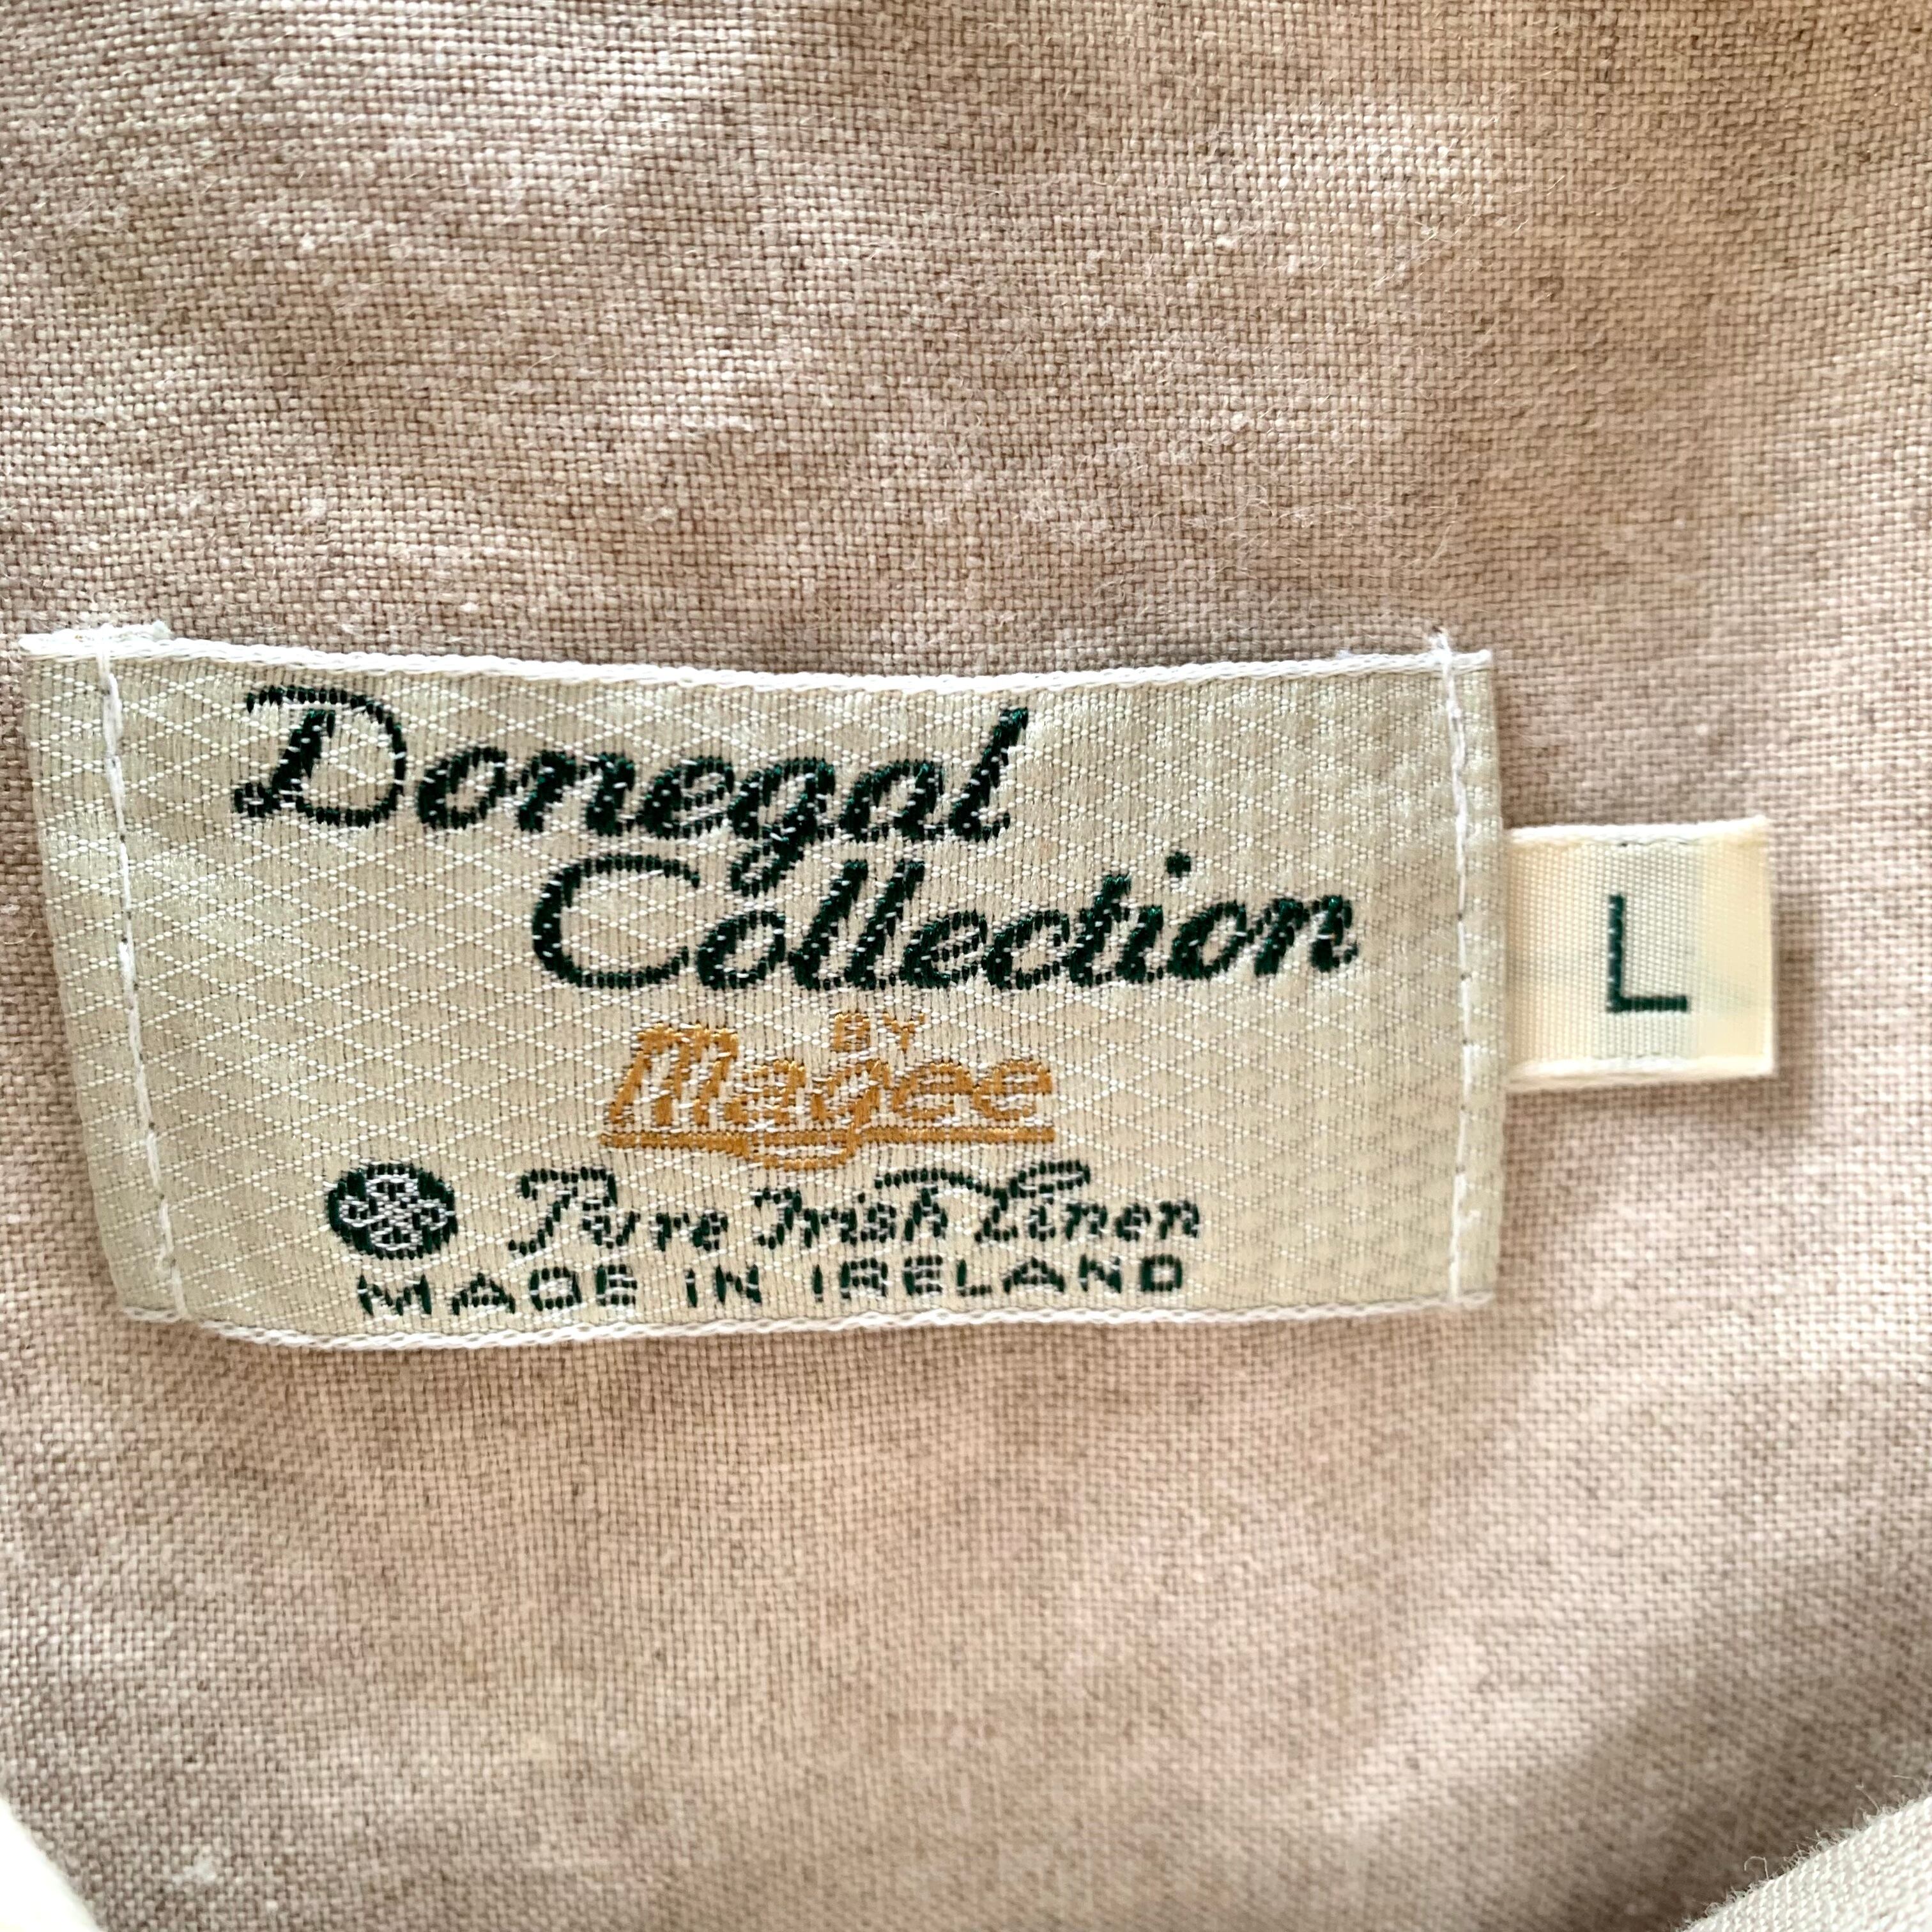 Donegal
Collection
BY
Magee
Pure Irish Linen
MADE IN IRELAND
L